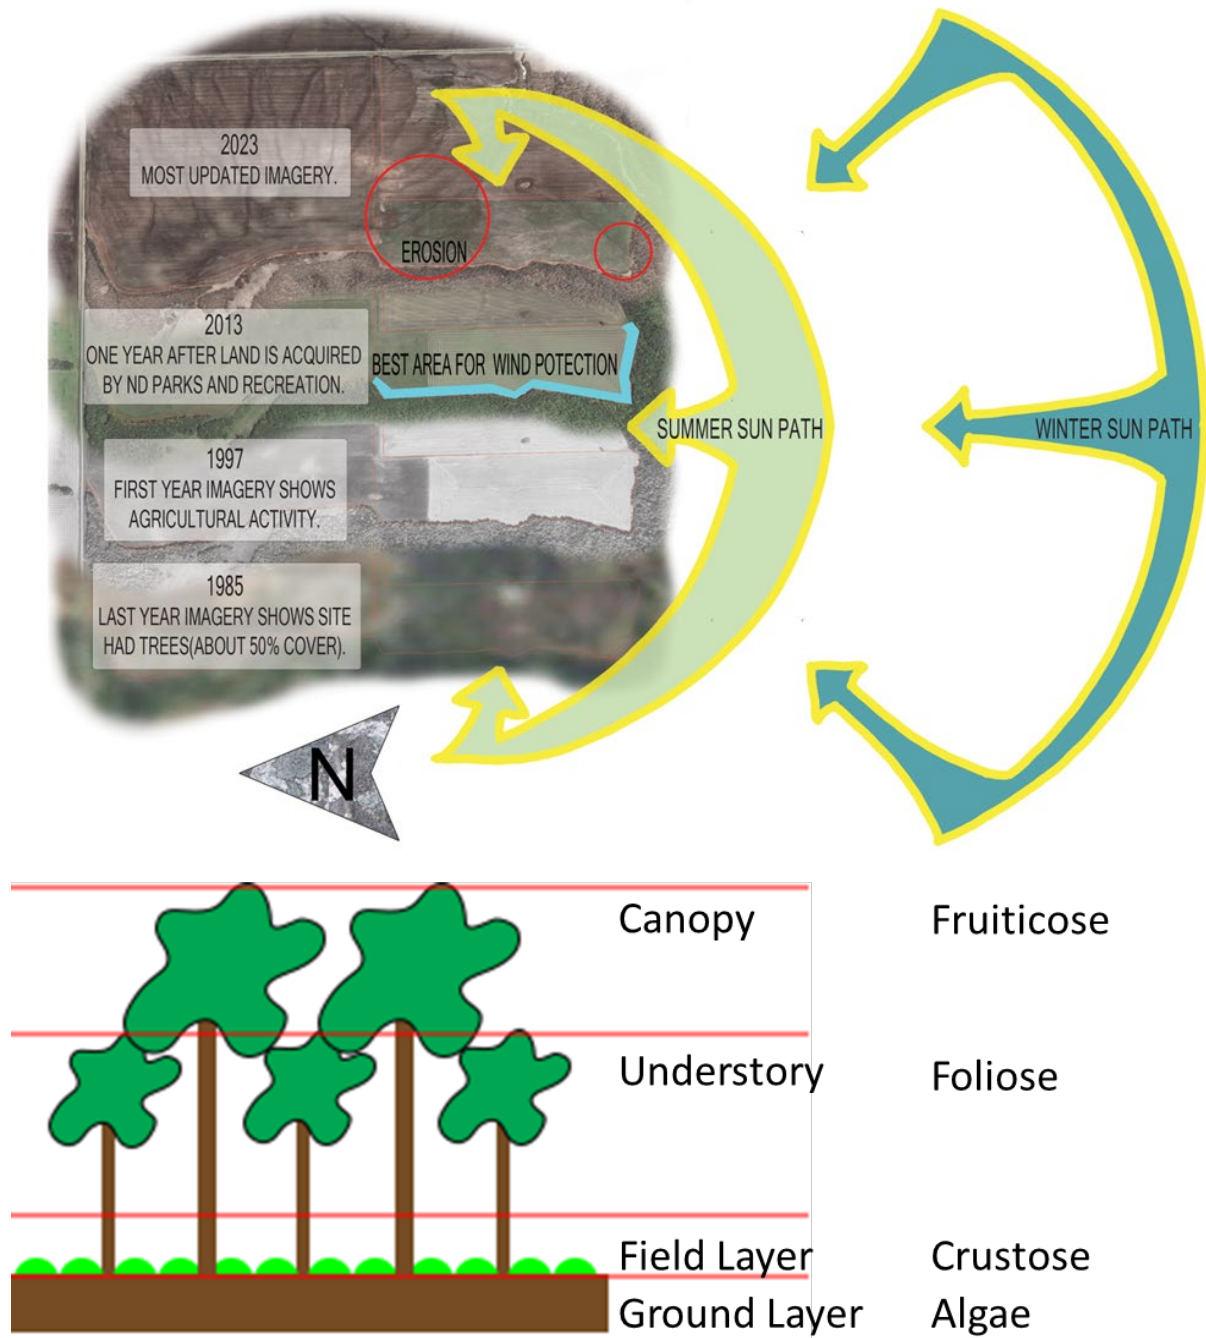 2023
MOST UPDATED IMAGERY.
EROSION
2013
ONE YEAR AFTER LAND IS ACQUIRED
BY ND PARKS AND RECREATION.
BEST AREA FOR WIND POTECTION
SUMMER SUN PATH
WINTER SUN PATH
1997
FIRST YEAR IMAGERY SHOWS
AGRICULTURAL ACTIVITY.
1985
LAST YEAR IMAGERY SHOWS SITE
HAD TREES(ABOUT 50% COVER).
N
Canopy Fruiticose
Understory Foliose
Field Layer Crustose
Ground Layer Algae